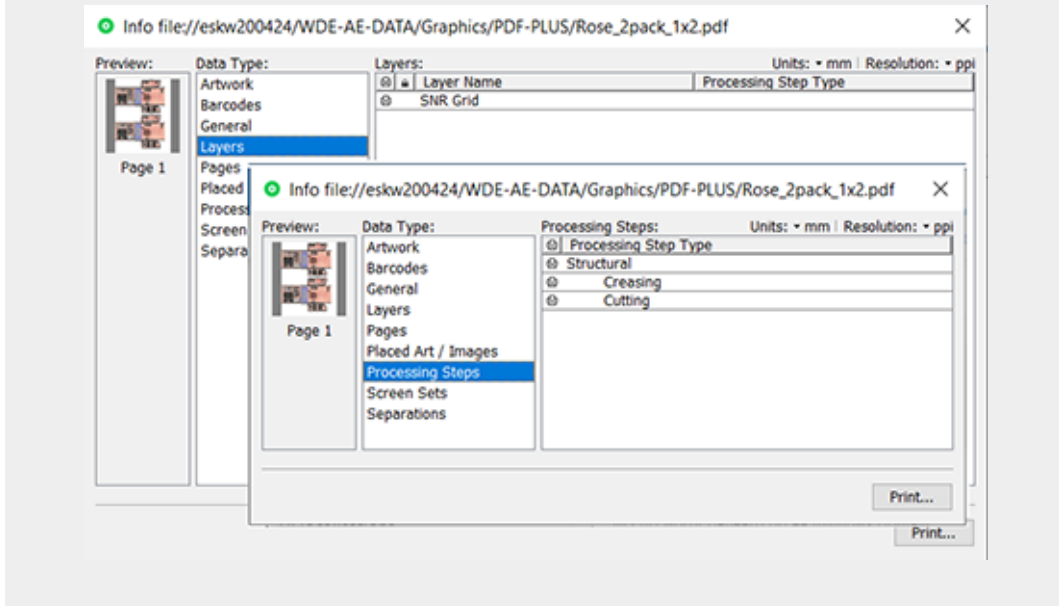 Info file://eskw200424/WDE-AE-DATA/Graphics/PDF-PLUS/Rose_2pack_1x2.pdf
Preview: Data Type: Layers: Units: mm Resolution: ppi
Artwork Layer Name Processing Step Type
Barcodes SNR Grid
General
Layers
Page 1 Pages
Placed
Process
Screen
Separa
Info file://eskw200424/WDE-AE-DATA/Graphics/PDF-PLUS/Rose_2pack_1x2.pdf
Preview: Data Type: Processing Steps: Units: mm Resolution: ppi
Artwork Processing Step Type
Barcodes Structural
General Creasing
Layers Cutting
Page 1 Pages
Placed Art / Images
Processing Steps
Screen Sets
Separations
Print...
Print...